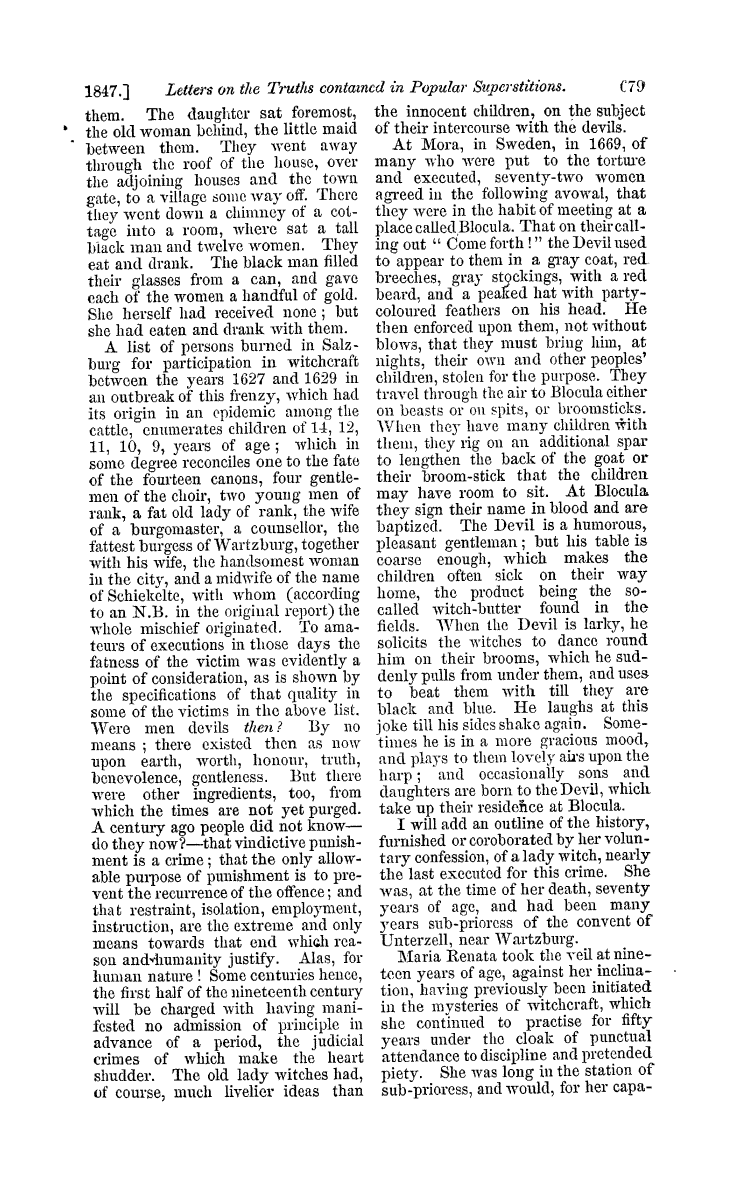 1847.] Letters on the Truths contained in Popular Superstitions. 679
them. The daughter sat foremost,
the old woman behind, the little maid
between them. They went away
through the roof of the house, over
the adjoining houses and the town
gate, to a village some way off. There
they went down a chimney of a cot-
tage into a room, where sat a tall
black man and twelve women. They
eat and drank. The black man filled
their glasses from a can, and gave
each of the women a handful of gold.
She herself had received none; but
she had eaten and drank with them.
A list of persons burned in Salz-
burg for participation in witchcraft
between the years 1627 and 1629 in
an outbreak of this frenzy, which had
its origin in an epidemic among the
cattle, enumerates children of 14, 12,
11, 10, 9, years of age; which in
some degree reconciles one to the fate
of the fourteen canons, four gentle-
men of the choir, two young men of
rank, a fat old lady of rank, the wife
of a burgomaster, a counsellor, the
fattest burgess of Wartzburg, together
with his wife, the handsomest woman
in the city, and a midwife of the name
of Schiekelte, with whom (according
to an N.B. in the original report) the
whole mischief originated. To ama-
teurs of executions in those days the
fatness of the victim was evidently a
point of consideration, as is shown by
the specifications of that quality in
some of the victims in the above list.
Were men devils then? By no
means; there existed then as now
upon earth, worth, honour, truth,
benevolence, gentleness. But there
were other ingredients, too, from
which the times are not yet purged.
A century ago people did not know—
do they now?—that vindictive punish-
ment is a crime; that the only allow-
able purpose of punishment is to pre-
vent the recurrence of the offence; and
that restraint, isolation, employment,
instruction, are the extreme and only
means towards that end which rea-
son and humanity justify. Alas, for
human nature! Some centuries hence,
the first half of the nineteenth century
will be charged with having mani-
fested no admission of principle in
advance of a period, the judicial
crimes of which make the heart
shudder. The old lady witches had,
of course, much livelier ideas than
the innocent children, on the subject
of their intercourse with the devils.
At Mora, in Sweden, in 1669, of
many who were put to the torture
and executed, seventy-two women
agreed in the following avowal, that
they were in the habit of meeting at a
place called Blocula. That on their call-
ing out “ Come forth!” the Devil used
to appear to them in a gray coat, red
breeches, gray stockings, with a red
beard, and a peaked hat with party-
coloured feathers on his head. He
then enforced upon them, not without
blows, that they must bring him, at
nights, their own and other peoples’
children, stolen for the purpose. They
travel through the air to Blocula either
on beasts or on spits, or broomsticks.
When they have many children with
them, they rig on an additional spar
to lengthen the back of the goat or
their broom-stick that the children
may have room to sit. At Blocula
they sign their name in blood and are
baptized. The Devil is a humorous,
pleasant gentleman; but his table is
coarse enough, which makes the
children often sick on their way
home, the product being the so-
called witch-butter found in the
fields. When the Devil is larky, he
solicits the witches to dance round
him on their brooms, which he sud-
denly pulls from under them, and uses
to beat them with till they are
black and blue. He laughs at this
joke till his sides shake again. Some-
times he is in a more gracious mood,
and plays to them lovely airs upon the
harp; and occasionally sons and
daughters are born to the Devil, which
take up their residence at Blocula.
I will add an outline of the history,
furnished or coroborated by her volun-
tary confession, of a lady witch, nearly
the last executed for this crime. She
was, at the time of her death, seventy
years of age, and had been many
years sub-prioress of the convent of
Unterzell, near Wartzburg.
Maria Renata took the veil at nine-
teen years of age, against her inclina-
tion, having previously been initiated
in the mysteries of witchcraft, which
she continued to practise for fifty
years under the cloak of punctual
attendance to discipline and pretended
piety. She was long in the station of
sub-prioress, and would, for her capa-